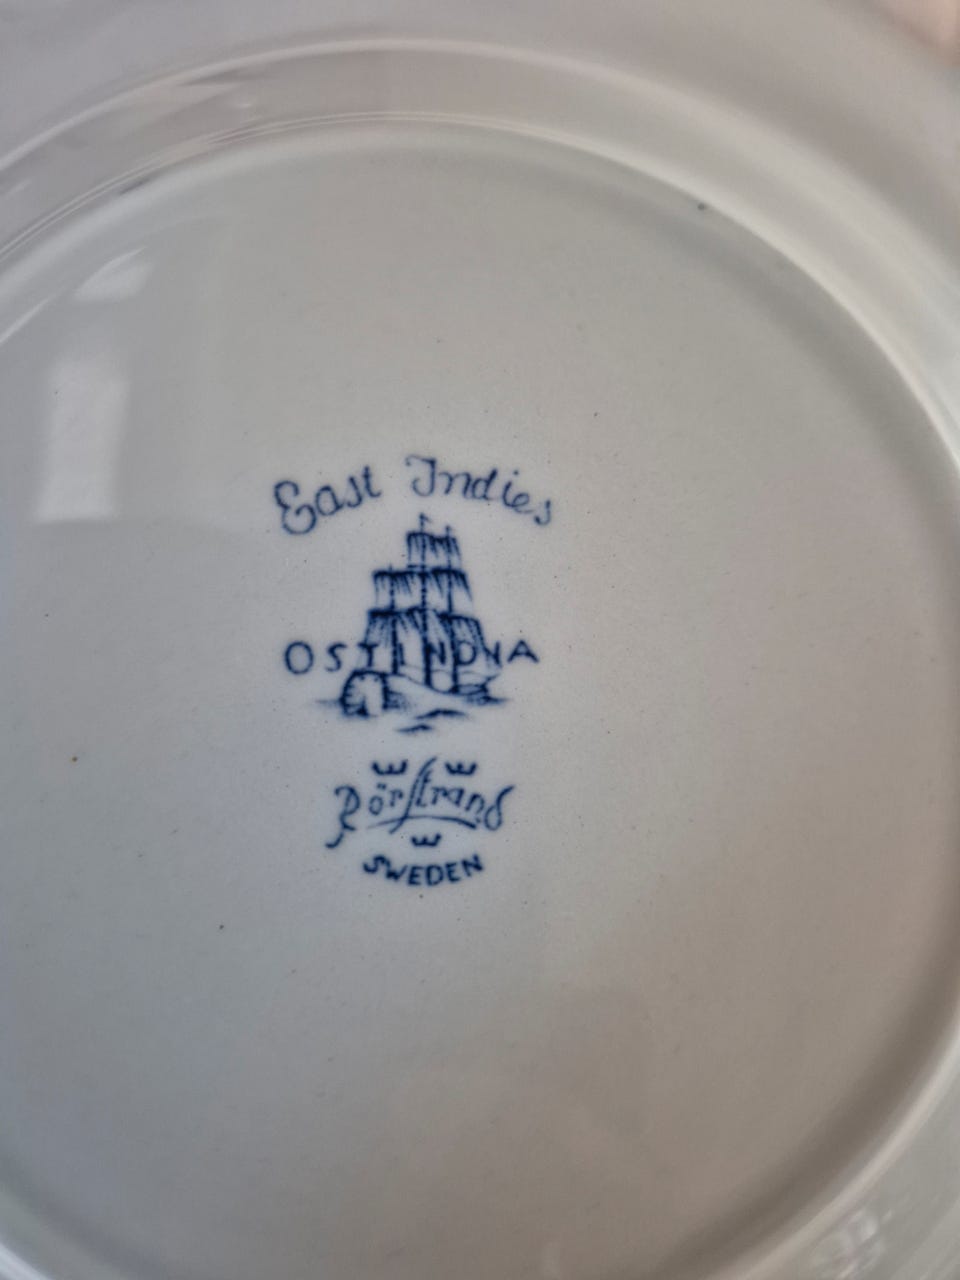 East Indies
OSTINDIA
Rörstrand
SWEDEN